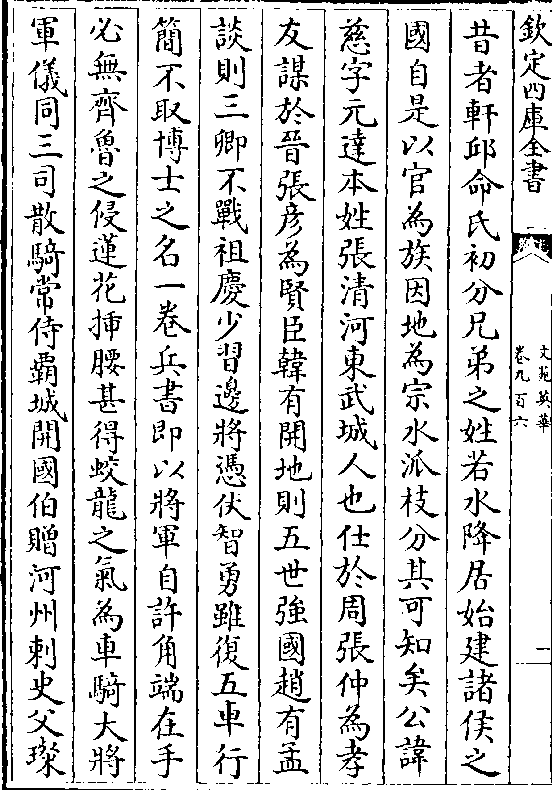 欽定四庫全書
文苑英華
卷九百六
一
昔者軒邱命氏初分兄弟之姓若水降居始建諸侯之
國自是以官為族因地為宗水派枝分其可知矣公諱
慈字元達本姓張清河東武城人也仕於周張仲為孝
友謀於晉張彥為賢臣韓有開地則五世強國趙有孟
談則三卿不戰祖慶少習邊將憑伏智勇雖復五車行
簡不取博士之名一卷兵書即以將軍自許角端在手
必無齊魯之侵蓮花揷腰甚得蛟龍之氣為車騎大將
軍儀同三司散騎常侍霸城開國伯贈河州刺史父璨